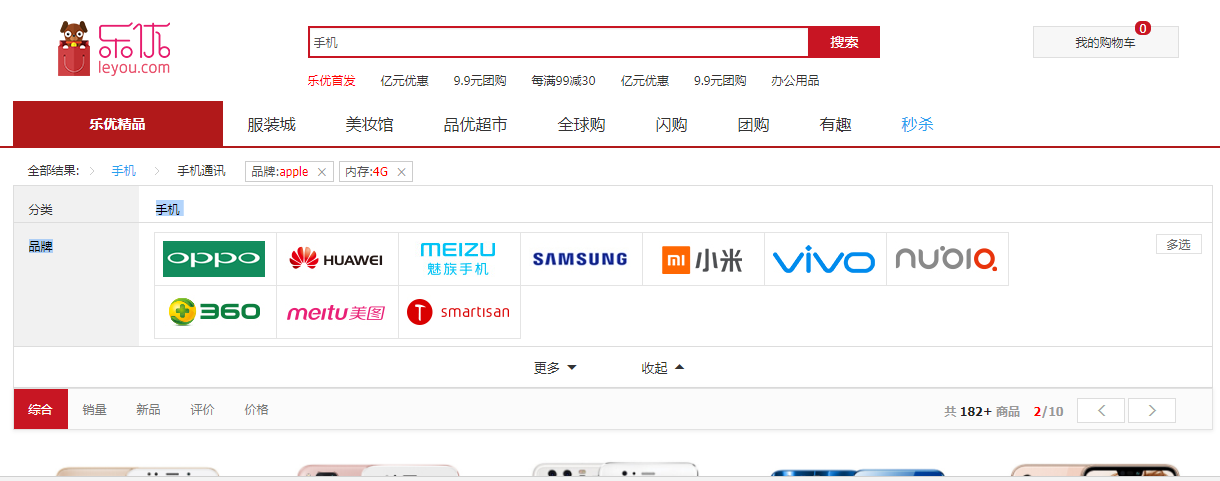 乐优
leyou.com
手机
搜索
0
我的购物车
乐优首发 亿元优惠 9.9元团购 每满99减30 亿元优惠 9.9元团购 办公用品
乐优精品 服装城 美妆馆 品优超市 全球购 闪购 团购 有趣 秒杀
全部结果: 手机 手机通讯 品牌:apple × 内存:4G ×
分类 手机
品牌
oppo HUAWEI MEIZU 魅族手机 SAMSUNG 小米 vivo nubia 多选
360 meitu美图 smartisan
更多 收起
综合 销量 新品 评价 价格 共 182+ 商品 2/10